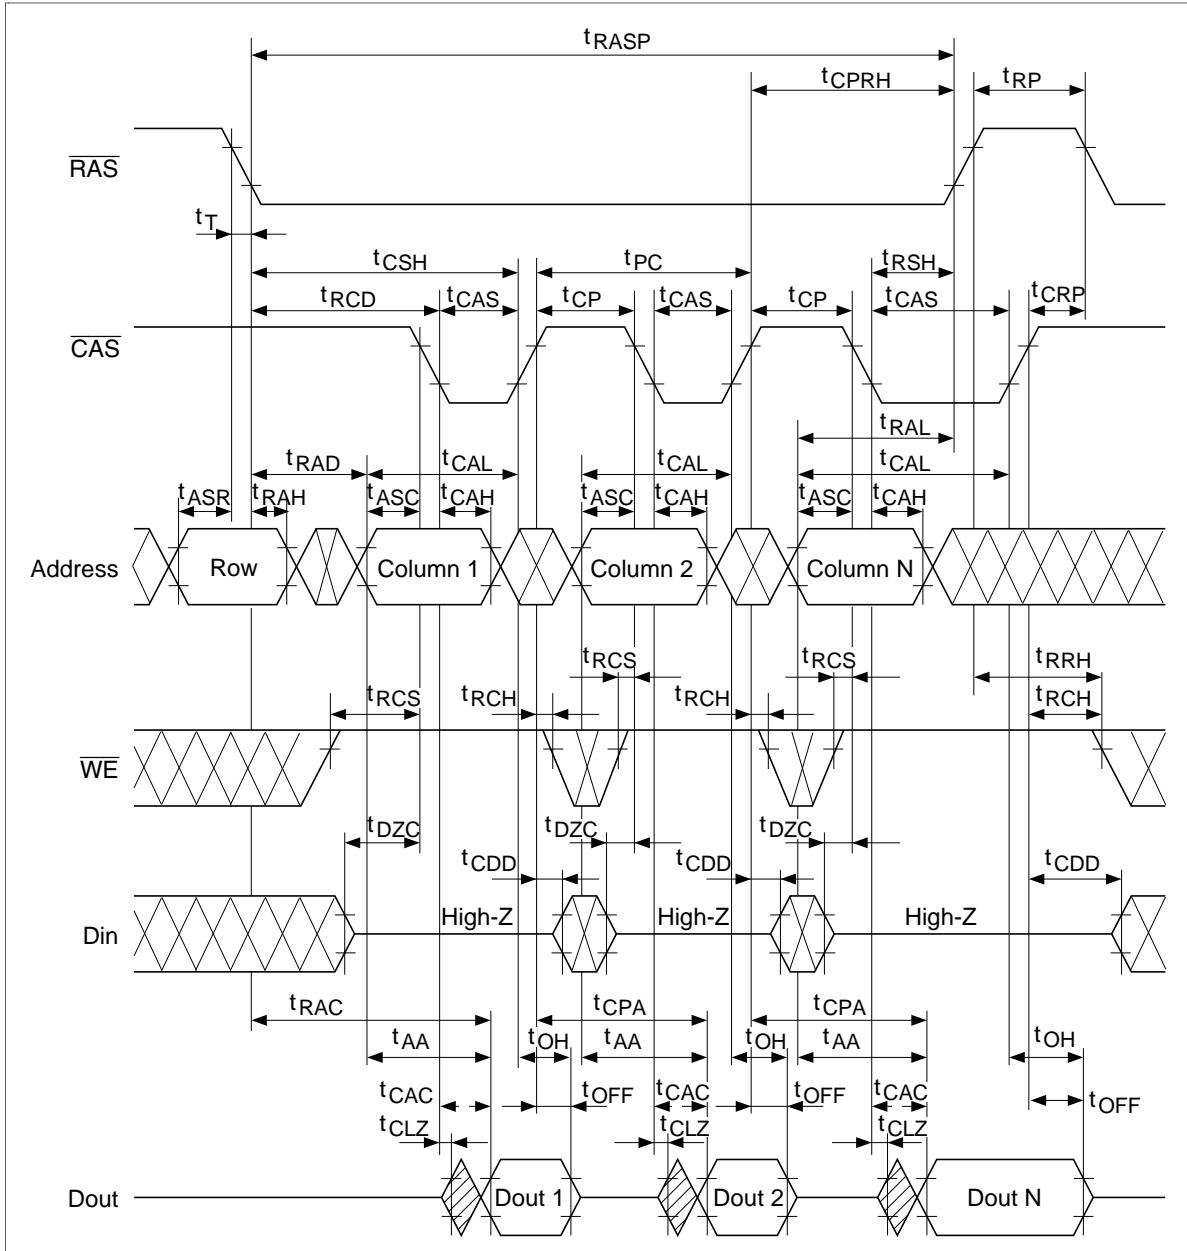 tRASP
tCPRH tRP
RAS
tT
tCSH tPC tRSH
tRCD tCAS tCP tCAS tCP tCAS tCRP
CAS
tRAL
tRAD tCAL tCAL tCAL
tASR tRAH tASC tCAH tASC tCAH tASC tCAH
Address Row Column 1 Column 2 Column N
tRCS tRCS tRRH
tRCS tRCH tRCH tRCH
WE
tDZC tDZC tDZC
tCDD tCDD tCDD
Din High-Z High-Z High-Z
tRAC tCPA tCPA
tAA tOH tAA tOH tAA tOH
tCAC tOFF tCAC tOFF tCAC tOFF
tCLZ tCLZ tCLZ
Dout Dout 1 Dout 2 Dout N